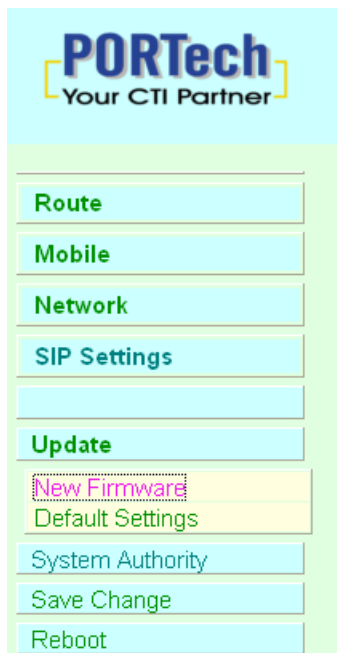 PORTech
Your CTI Partner
Route
Mobile
Network
SIP Settings
Update
New Firmware
Default Settings
System Authority
Save Change
Reboot